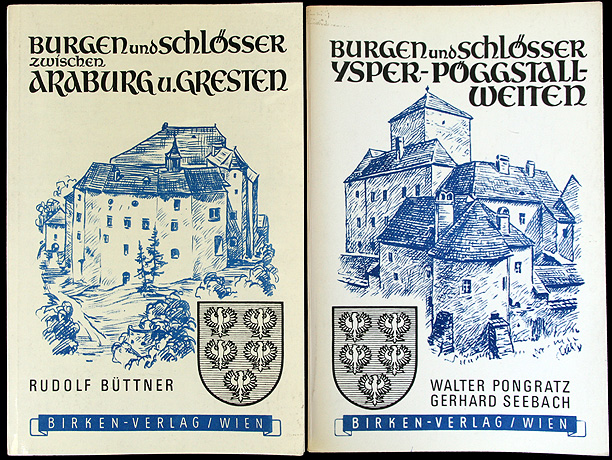 BURGEN und SCHLÖSSER
ZWISCHEN
ARABURG u. GRESTEN
RUDOLF BÜTTNER
BIRKEN-VERLAG / WIEN
BURGEN und SCHLÖSSER
YSPER-PÖGGSTALL-
WEITEN
WALTER PONGRATZ
GERHARD SEEBACH
BIRKEN-VERLAG / WIEN